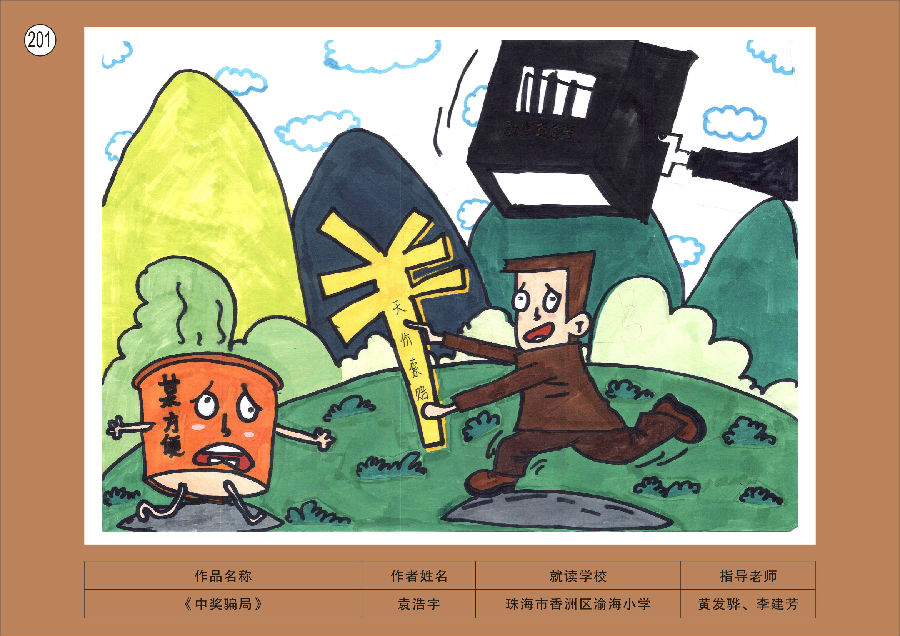 201
某方便
天价索赔
作品名称 作者姓名 就读学校 指导老师
《中奖骗局》 袁浩宇 珠海市香洲区渝海小学 黄发骅、李建芳